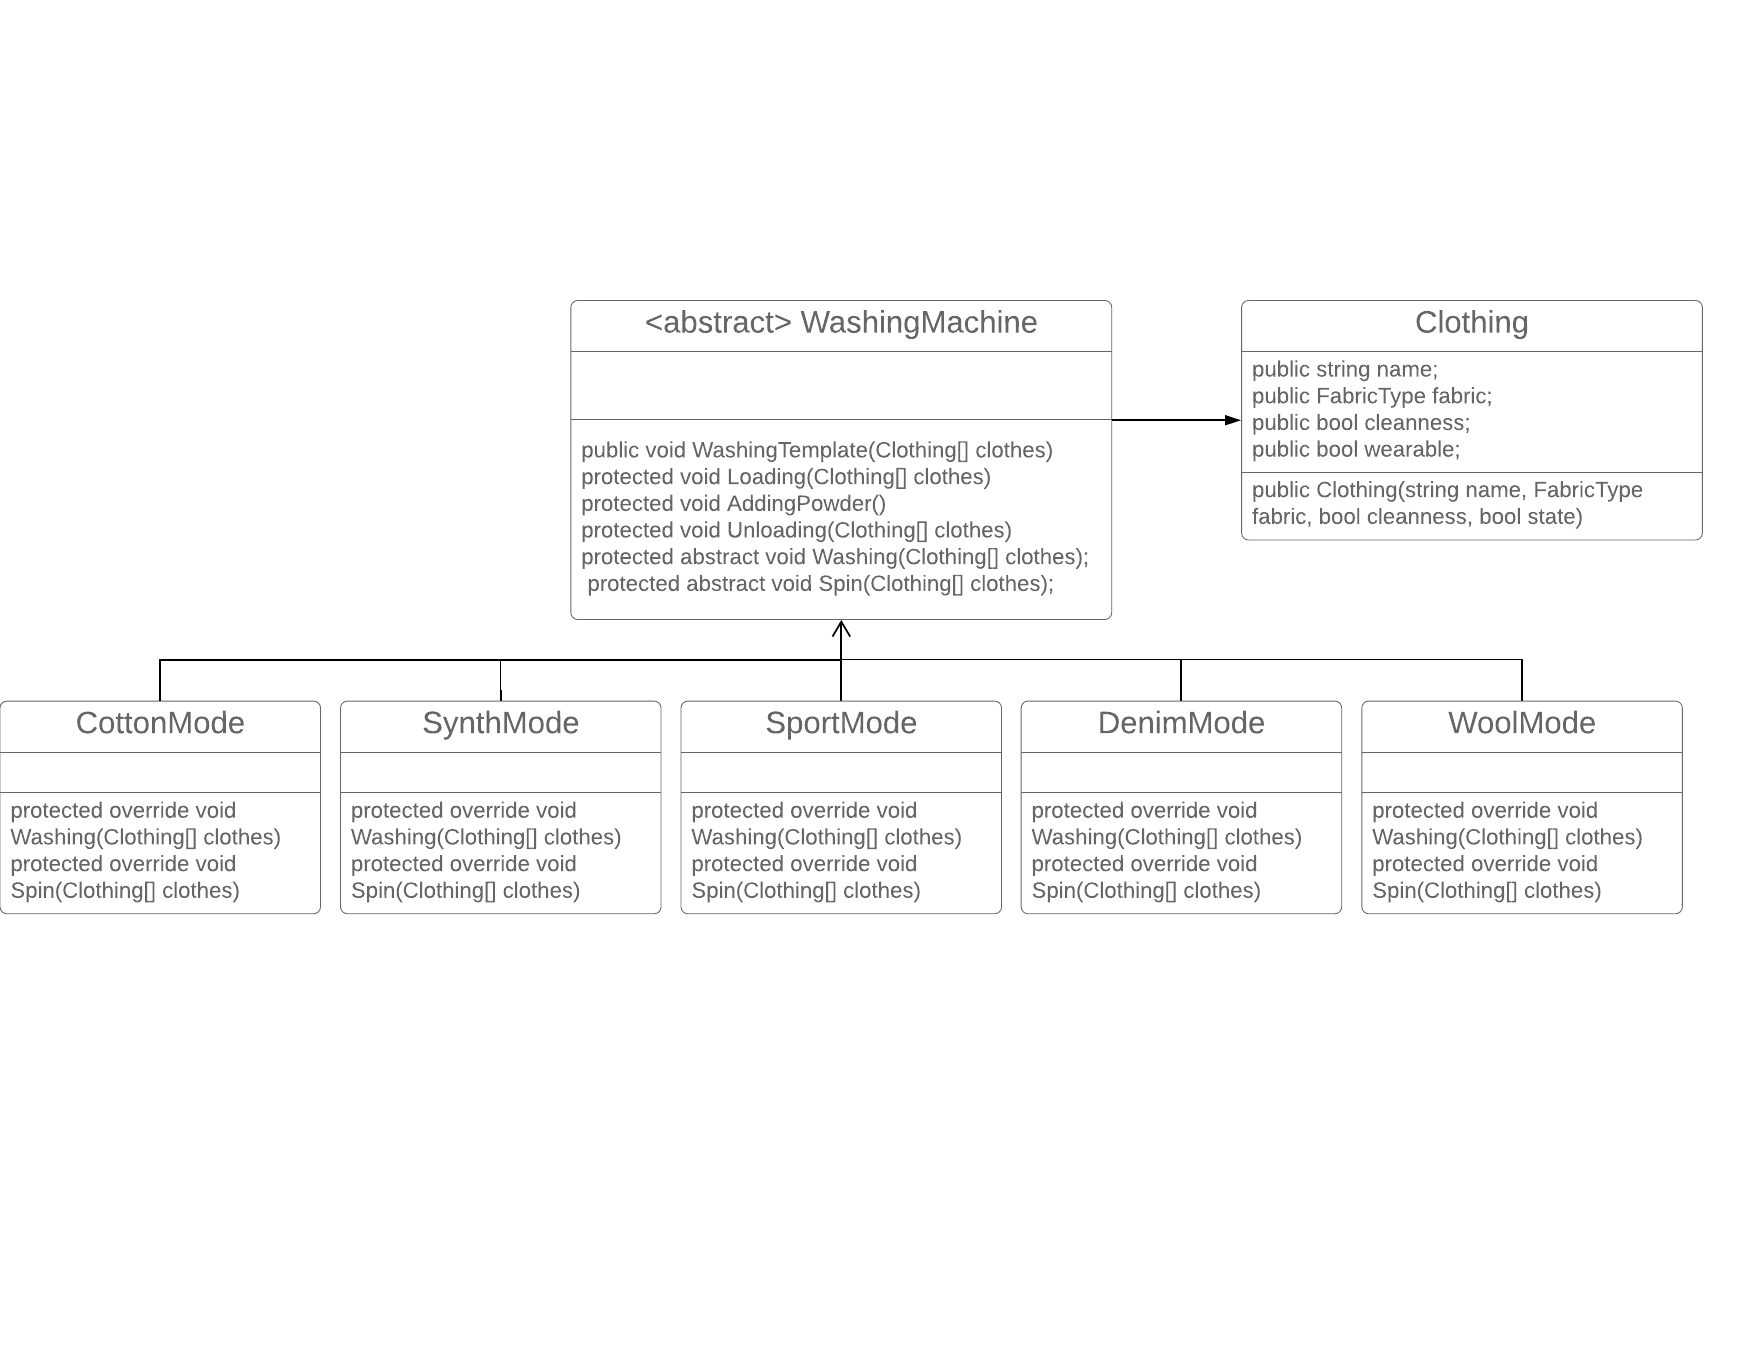 <abstract> WashingMachine
public void WashingTemplate(Clothing[] clothes)
protected void Loading(Clothing[] clothes)
protected void AddingPowder()
protected void Unloading(Clothing[] clothes)
protected abstract void Washing(Clothing[] clothes);
protected abstract void Spin(Clothing[] clothes);
Clothing
public string name;
public FabricType fabric;
public bool cleanness;
public bool wearable;
public Clothing(string name, FabricType
fabric, bool cleanness, bool state)
CottonMode
protected override void
Washing(Clothing[] clothes)
protected override void
Spin(Clothing[] clothes)
SynthMode
protected override void
Washing(Clothing[] clothes)
protected override void
Spin(Clothing[] clothes)
SportMode
protected override void
Washing(Clothing[] clothes)
protected override void
Spin(Clothing[] clothes)
DenimMode
protected override void
Washing(Clothing[] clothes)
protected override void
Spin(Clothing[] clothes)
WoolMode
protected override void
Washing(Clothing[] clothes)
protected override void
Spin(Clothing[] clothes)